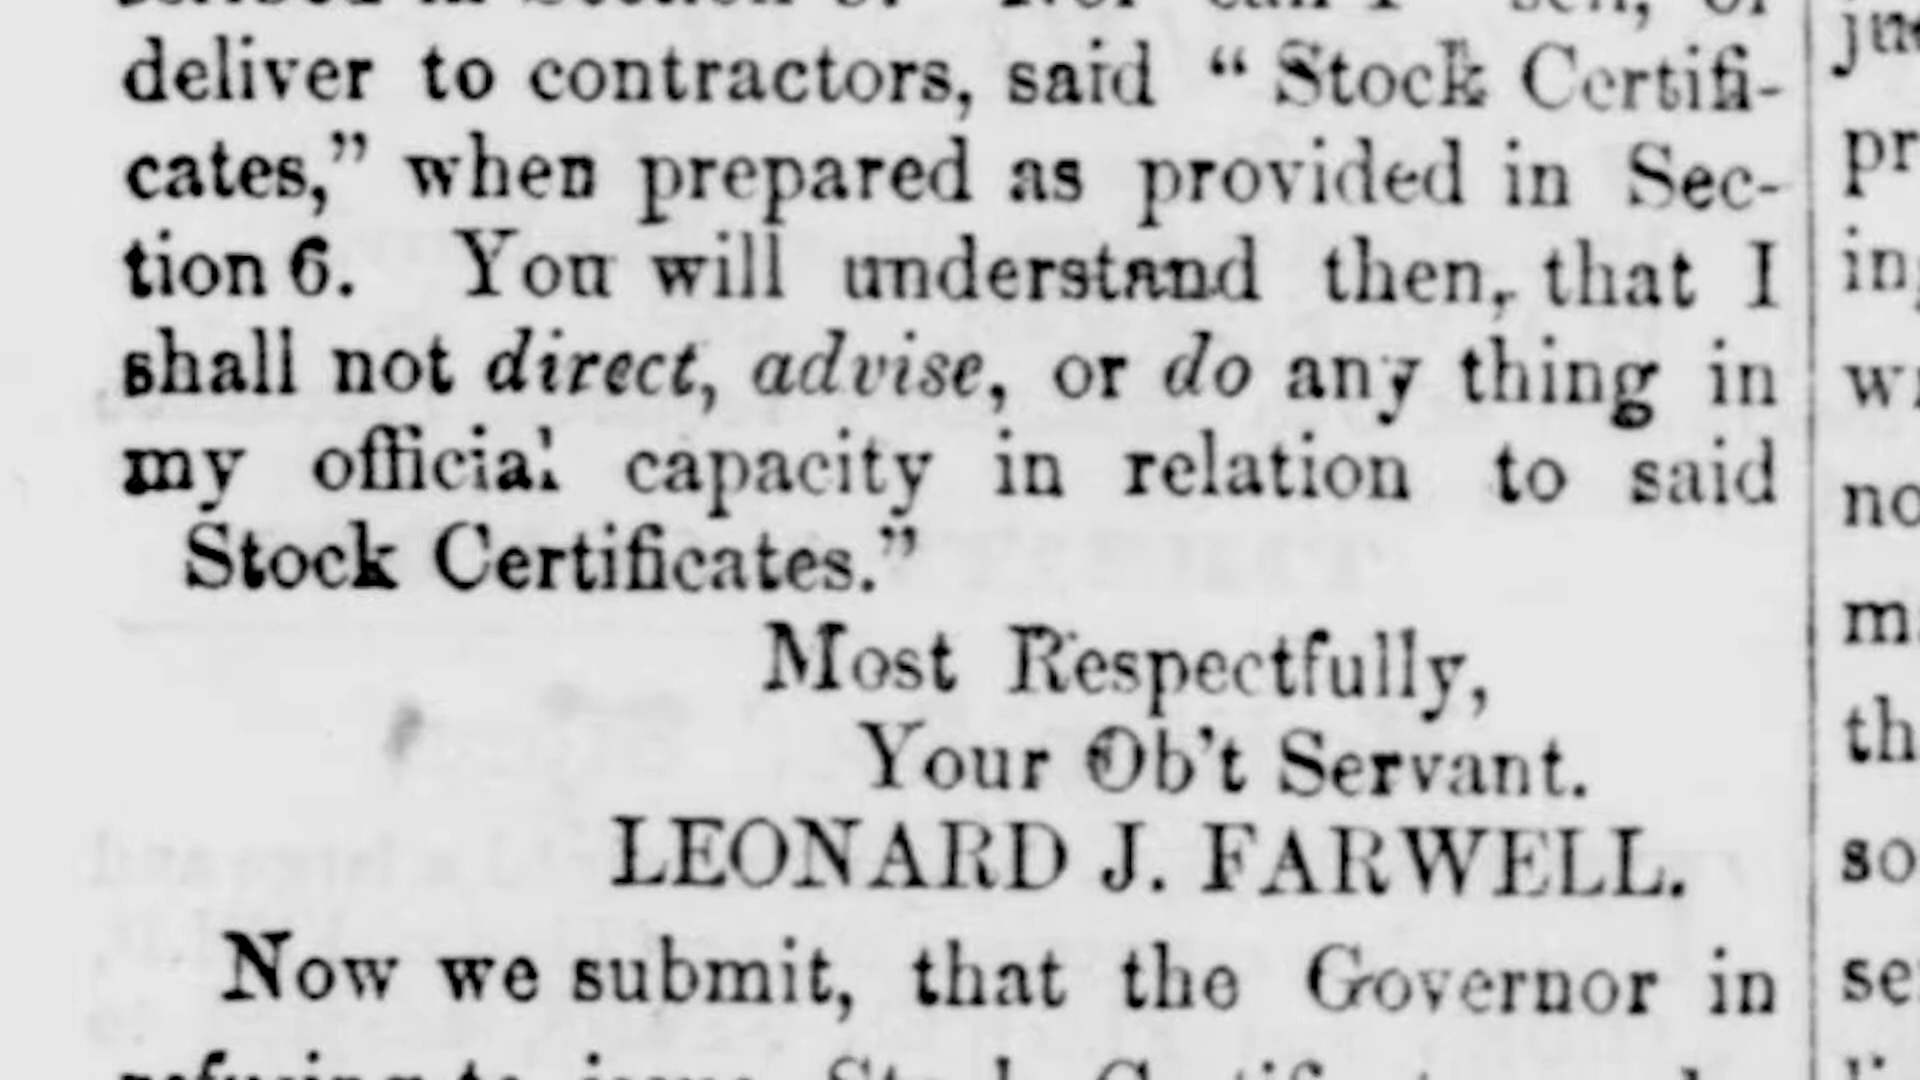 deliver to contractors, said “Stock Certifi-
cates,” when prepared as provided in Sec-
tion 6. You will understand then, that I
shall not direct, advise, or do any thing in
my official capacity in relation to said
Stock Certificates.”
Most Respectfully,
Your Ob't Servant.
LEONARD J. FARWELL.
Now we submit, that the Governor in